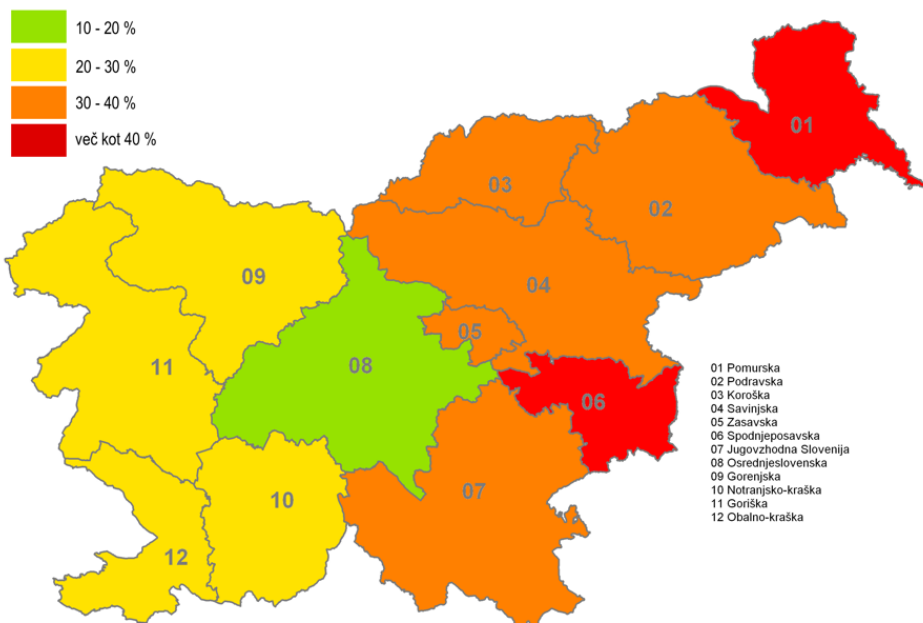 10 - 20 %
20 - 30 %
30 - 40 %
več kot 40 %
01
03
02
09
04
05
11
08
06
07
10
12
01 Pomurska
02 Podravska
03 Koroška
04 Savinjska
05 Zasavska
06 Spodnjeposavska
07 Jugovzhodna Slovenija
08 Osrednjeslovenska
09 Gorenjska
10 Notranjsko-kraška
11 Goriška
12 Obalno-kraška